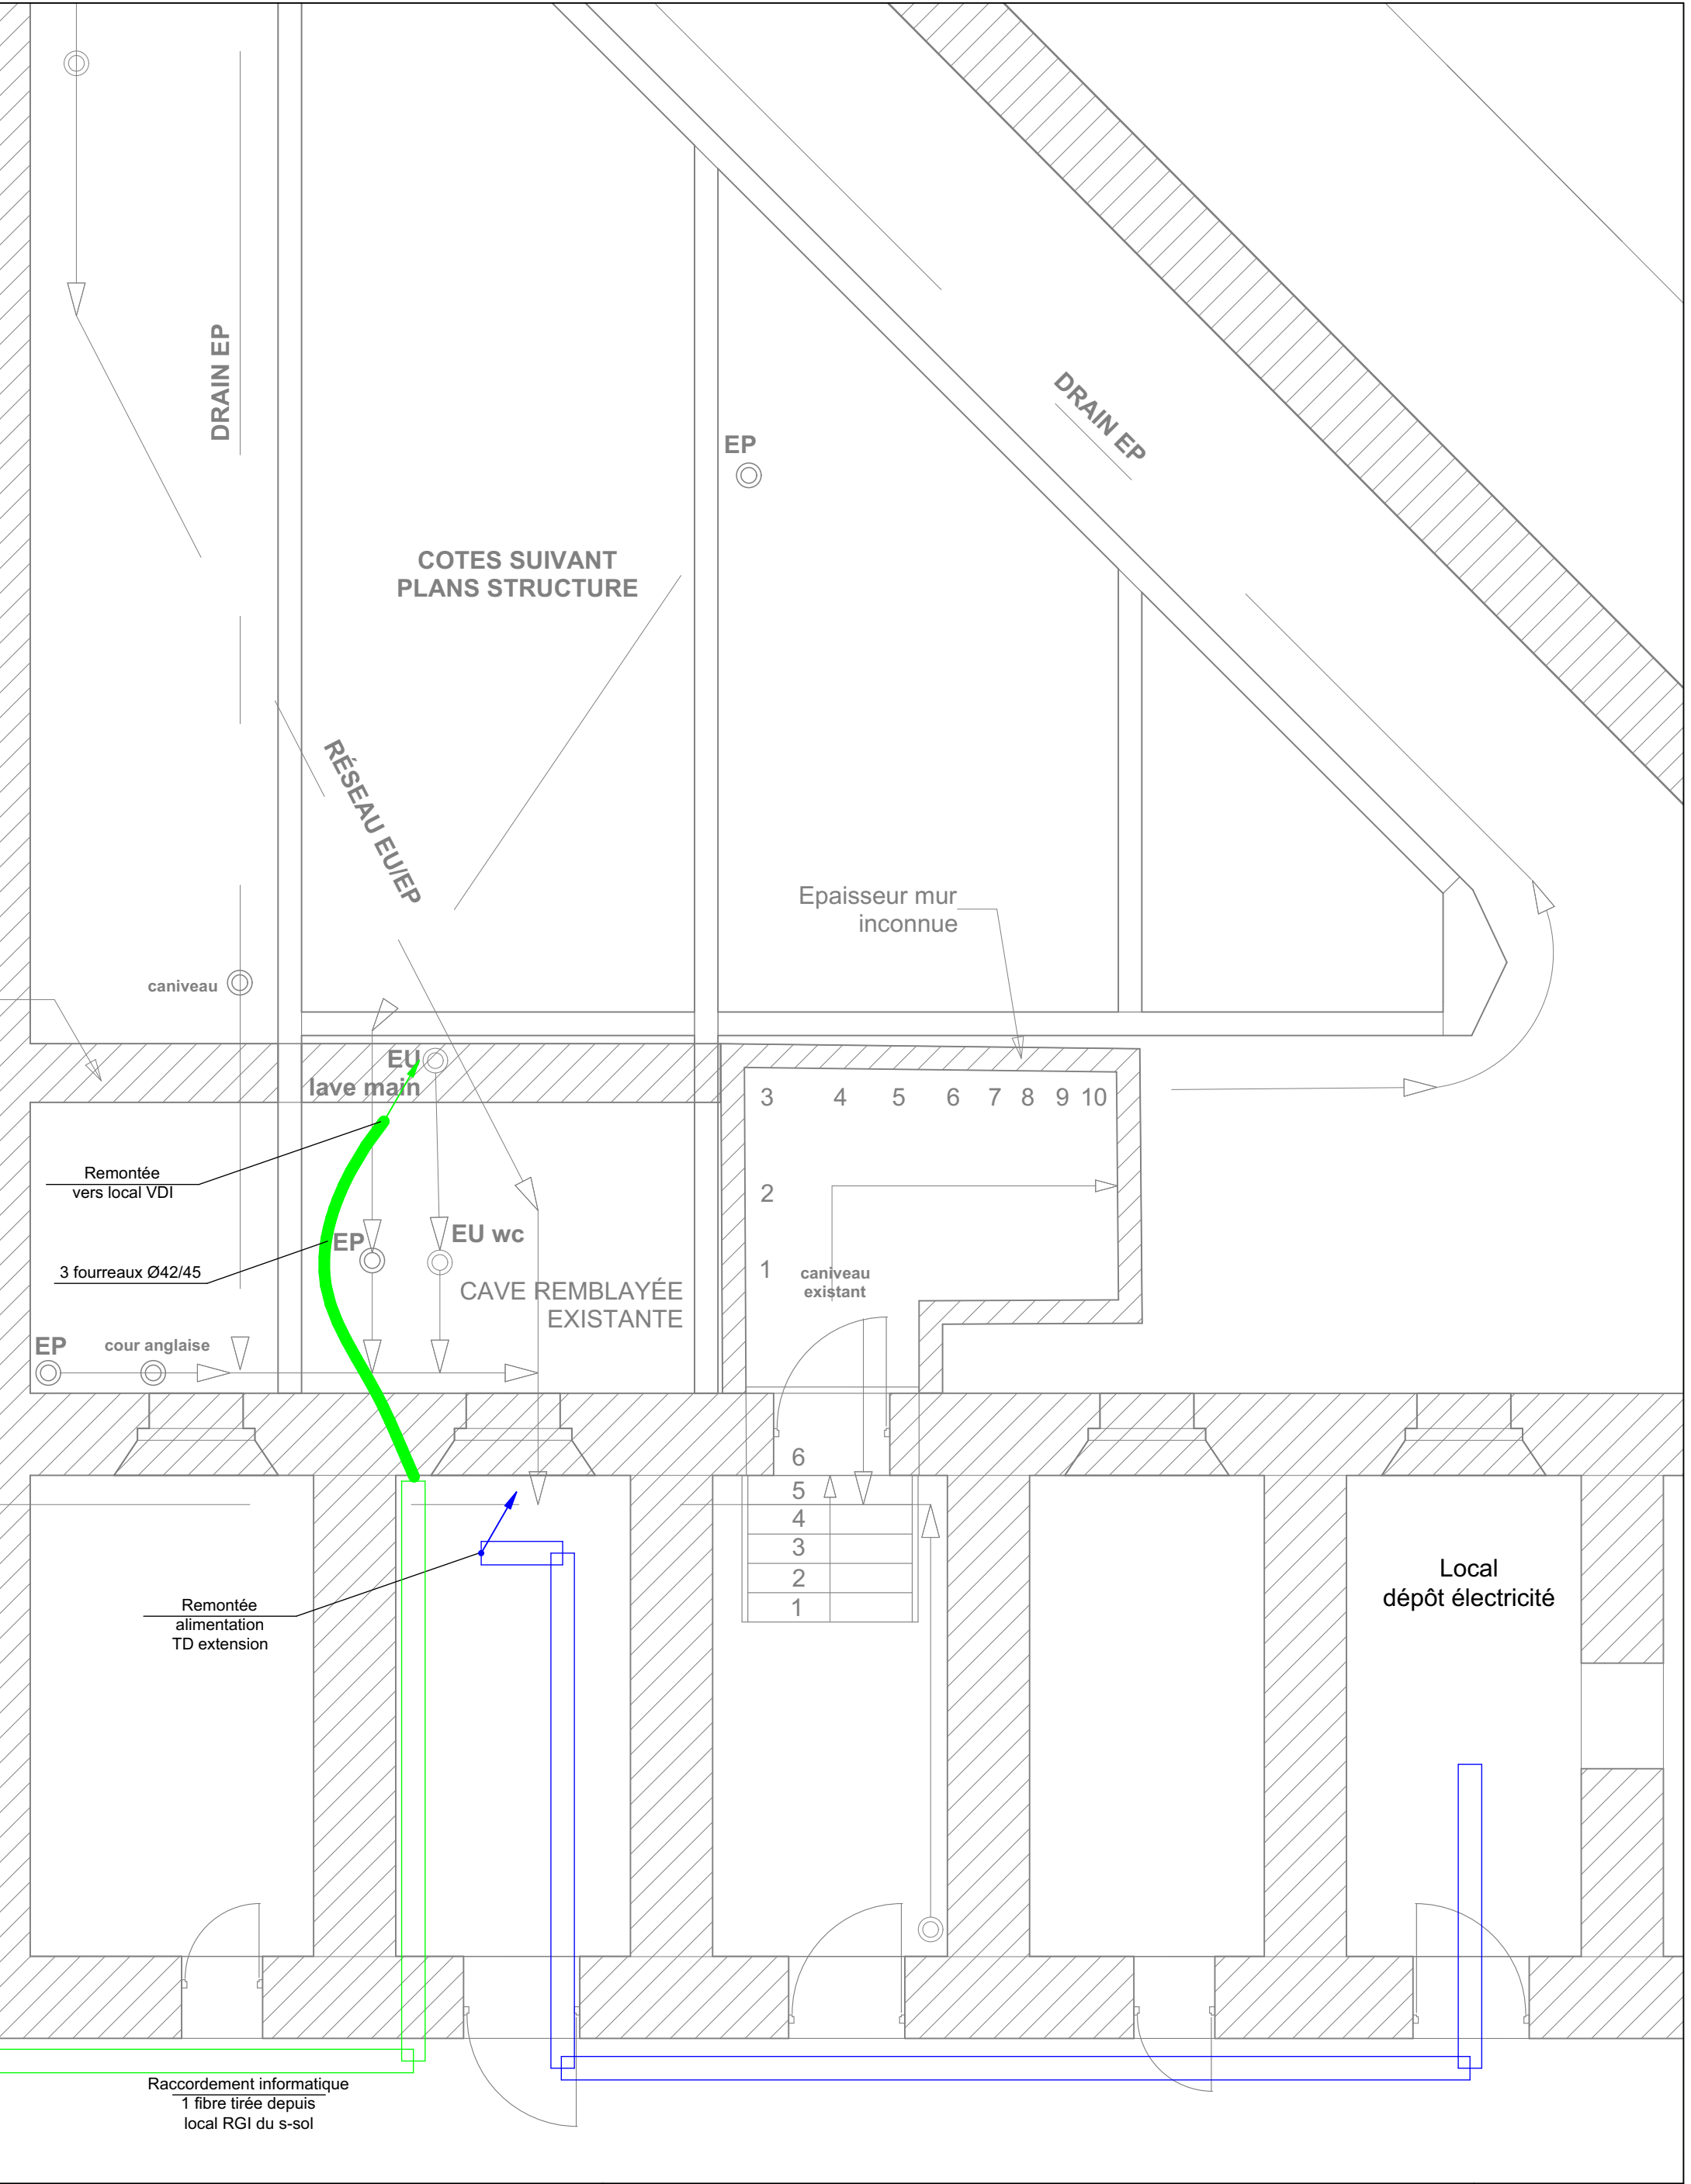 DRAIN EP
DRAIN EP
EP
COTES SUIVANT
PLANS STRUCTURE
RÉSEAU EU/EP
Epaisseur mur
inconnue
caniveau
EU
lave main
3 4 5 6 7 8 9 10
Remontée
vers local VDI
2
EP
EU wc
3 fourreaux Ø42/45
1
caniveau
existant
CAVE REMBLAYÉE
EXISTANTE
EP
cour anglaise
6
5
4
3
2
1
Local
dépôt électricité
Remontée
alimentation
TD extension
Raccordement informatique
1 fibre tirée depuis
local RGI du s-sol